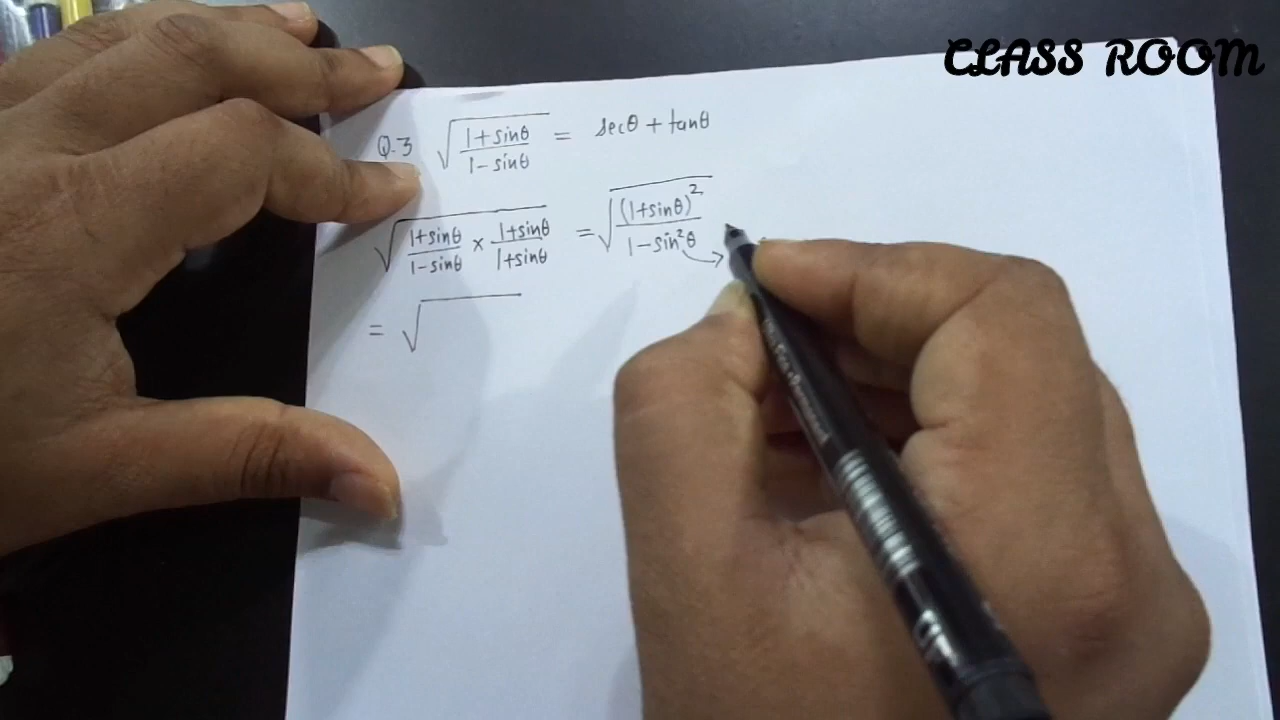 CLASS ROOM
Q.3 √((1+sinθ)/(1-sinθ)) = secθ + tanθ
√((1+sinθ)/(1-sinθ) × (1+sinθ)/(1+sinθ)) = √((1+sinθ)²/(1-sin²θ))
= √